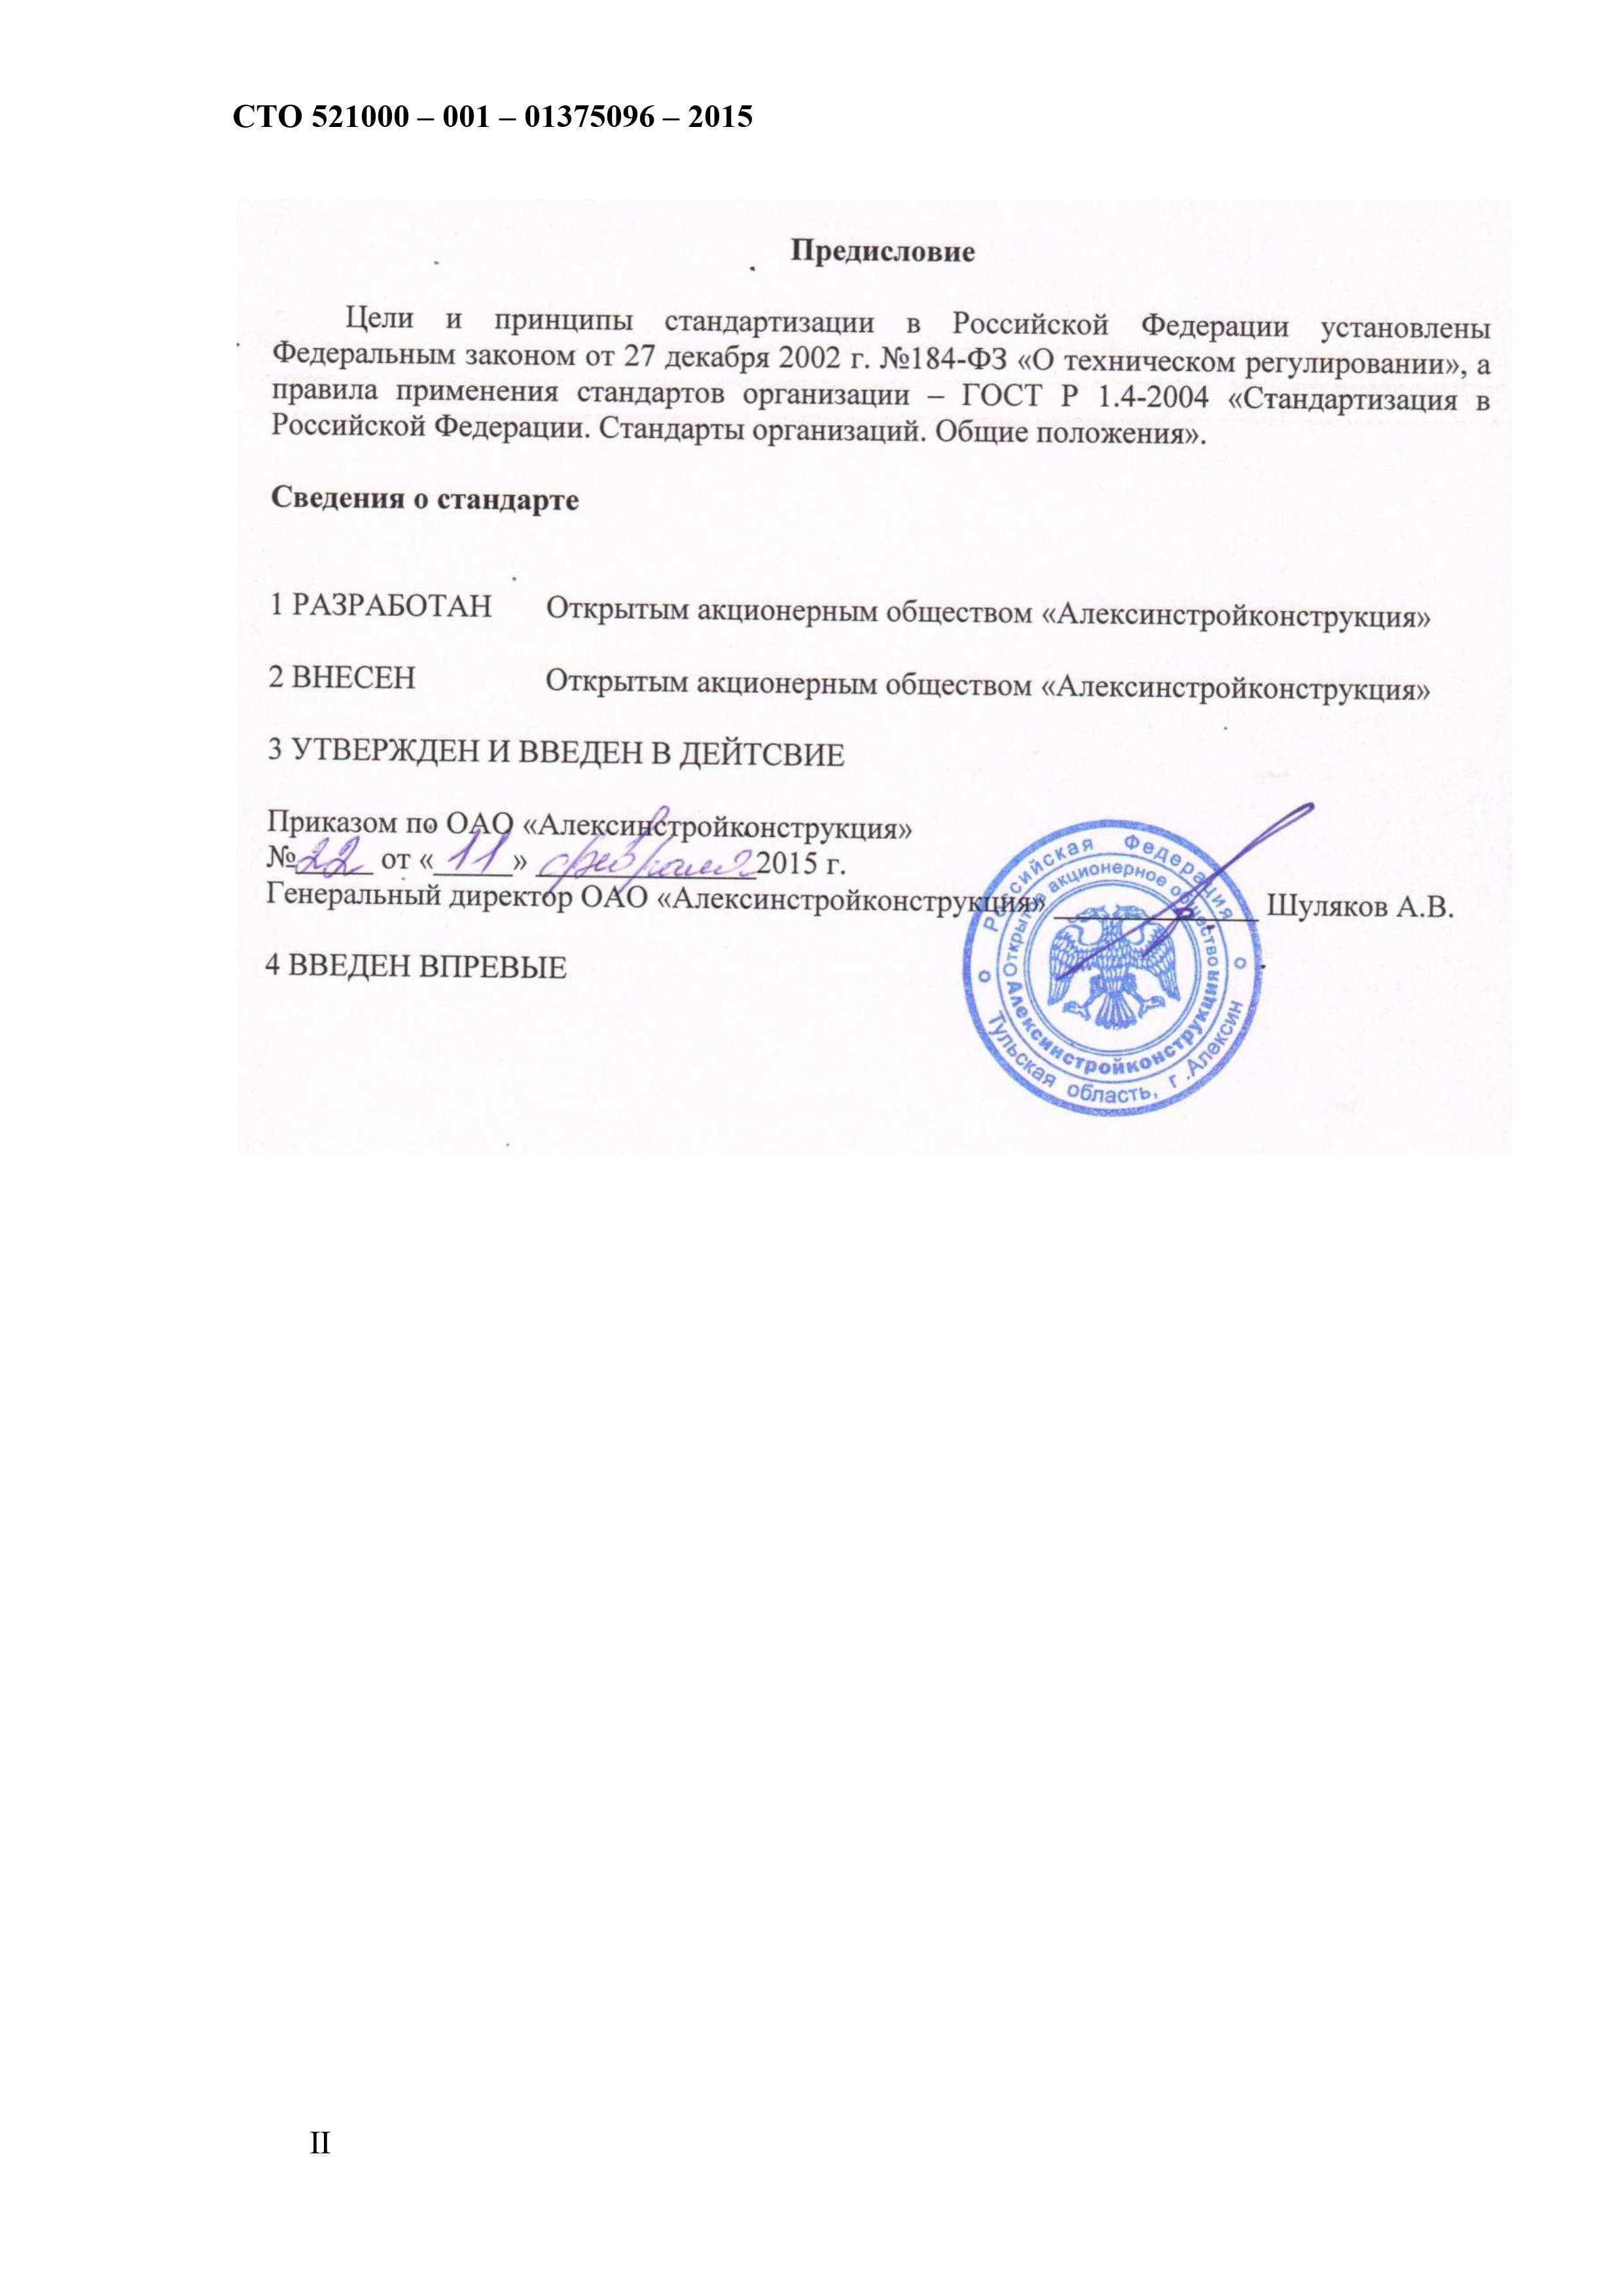 СТО 521000 – 001 – 01375096 – 2015
Предисловие
Цели и принципы стандартизации в Российской Федерации установлены
Федеральным законом от 27 декабря 2002 г. №184-ФЗ «О техническом регулировании», а
правила применения стандартов организации – ГОСТ Р 1.4-2004 «Стандартизация в
Российской Федерации. Стандарты организаций. Общие положения».
Сведения о стандарте
1 РАЗРАБОТАН Открытым акционерным обществом «Алексинстройконструкция»
2 ВНЕСЕН Открытым акционерным обществом «Алексинстройконструкция»
3 УТВЕРЖДЕН И ВВЕДЕН В ДЕЙТСВИЕ
Приказом по ОАО «Алексинстройконструкция»
№ 22 от « 11 » февраля 2015 г.
Генеральный директор ОАО «Алексинстройконструкция» Шуляков А.В.
4 ВВЕДЕН ВПРЕВЫЕ
Российская Федерация
Открытое акционерное общество
Алексинстройконструкция
Тульская область, г.Алексин
II